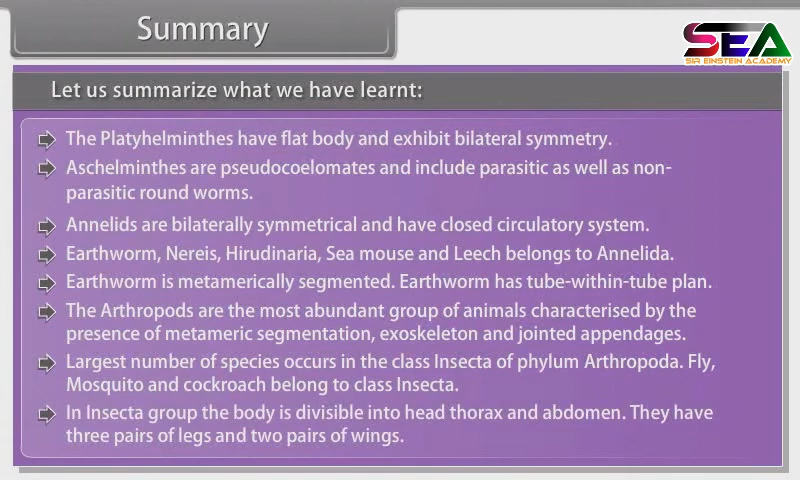 Summary
SEA
SIR EINSTEIN ACADEMY
Let us summarize what we have learnt:
The Platyhelminthes have flat body and exhibit bilateral symmetry.
Aschelminthes are pseudocoelomates and include parasitic as well as non-
parasitic round worms.
Annelids are bilaterally symmetrical and have closed circulatory system.
Earthworm, Nereis, Hirudinaria, Sea mouse and Leech belongs to Annelida.
Earthworm is metamerically segmented. Earthworm has tube-within-tube plan.
The Arthropods are the most abundant group of animals characterised by the
presence of metameric segmentation, exoskeleton and jointed appendages.
Largest number of species occurs in the class Insecta of phylum Arthropoda. Fly,
Mosquito and cockroach belong to class Insecta.
In Insecta group the body is divisible into head thorax and abdomen. They have
three pairs of legs and two pairs of wings.